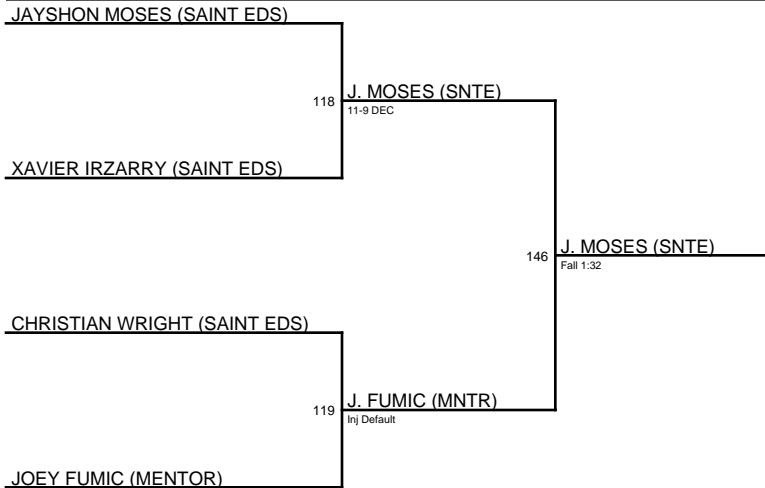 JAYSHON MOSES (SAINT EDS)
118 J. MOSES (SNTE)
11-9 DEC
XAVIER IRZARRY (SAINT EDS)
146 J. MOSES (SNTE)
Fall 1:32
CHRISTIAN WRIGHT (SAINT EDS)
119 J. FUMIC (MNTR)
Inj Default
JOEY FUMIC (MENTOR)